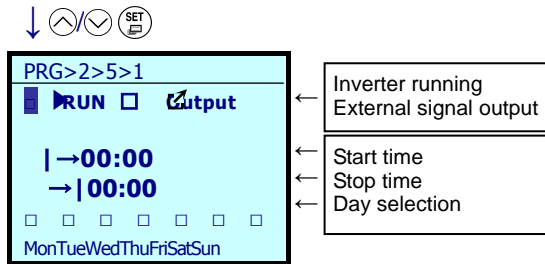 ↓ / SET
PRG>2>5>1
□ ▶RUN □ Output
← Inverter running
External signal output
|→00:00
→|00:00
← Start time
← Stop time
← Day selection
□ □ □ □ □ □ □
MonTueWedThuFriSatSun